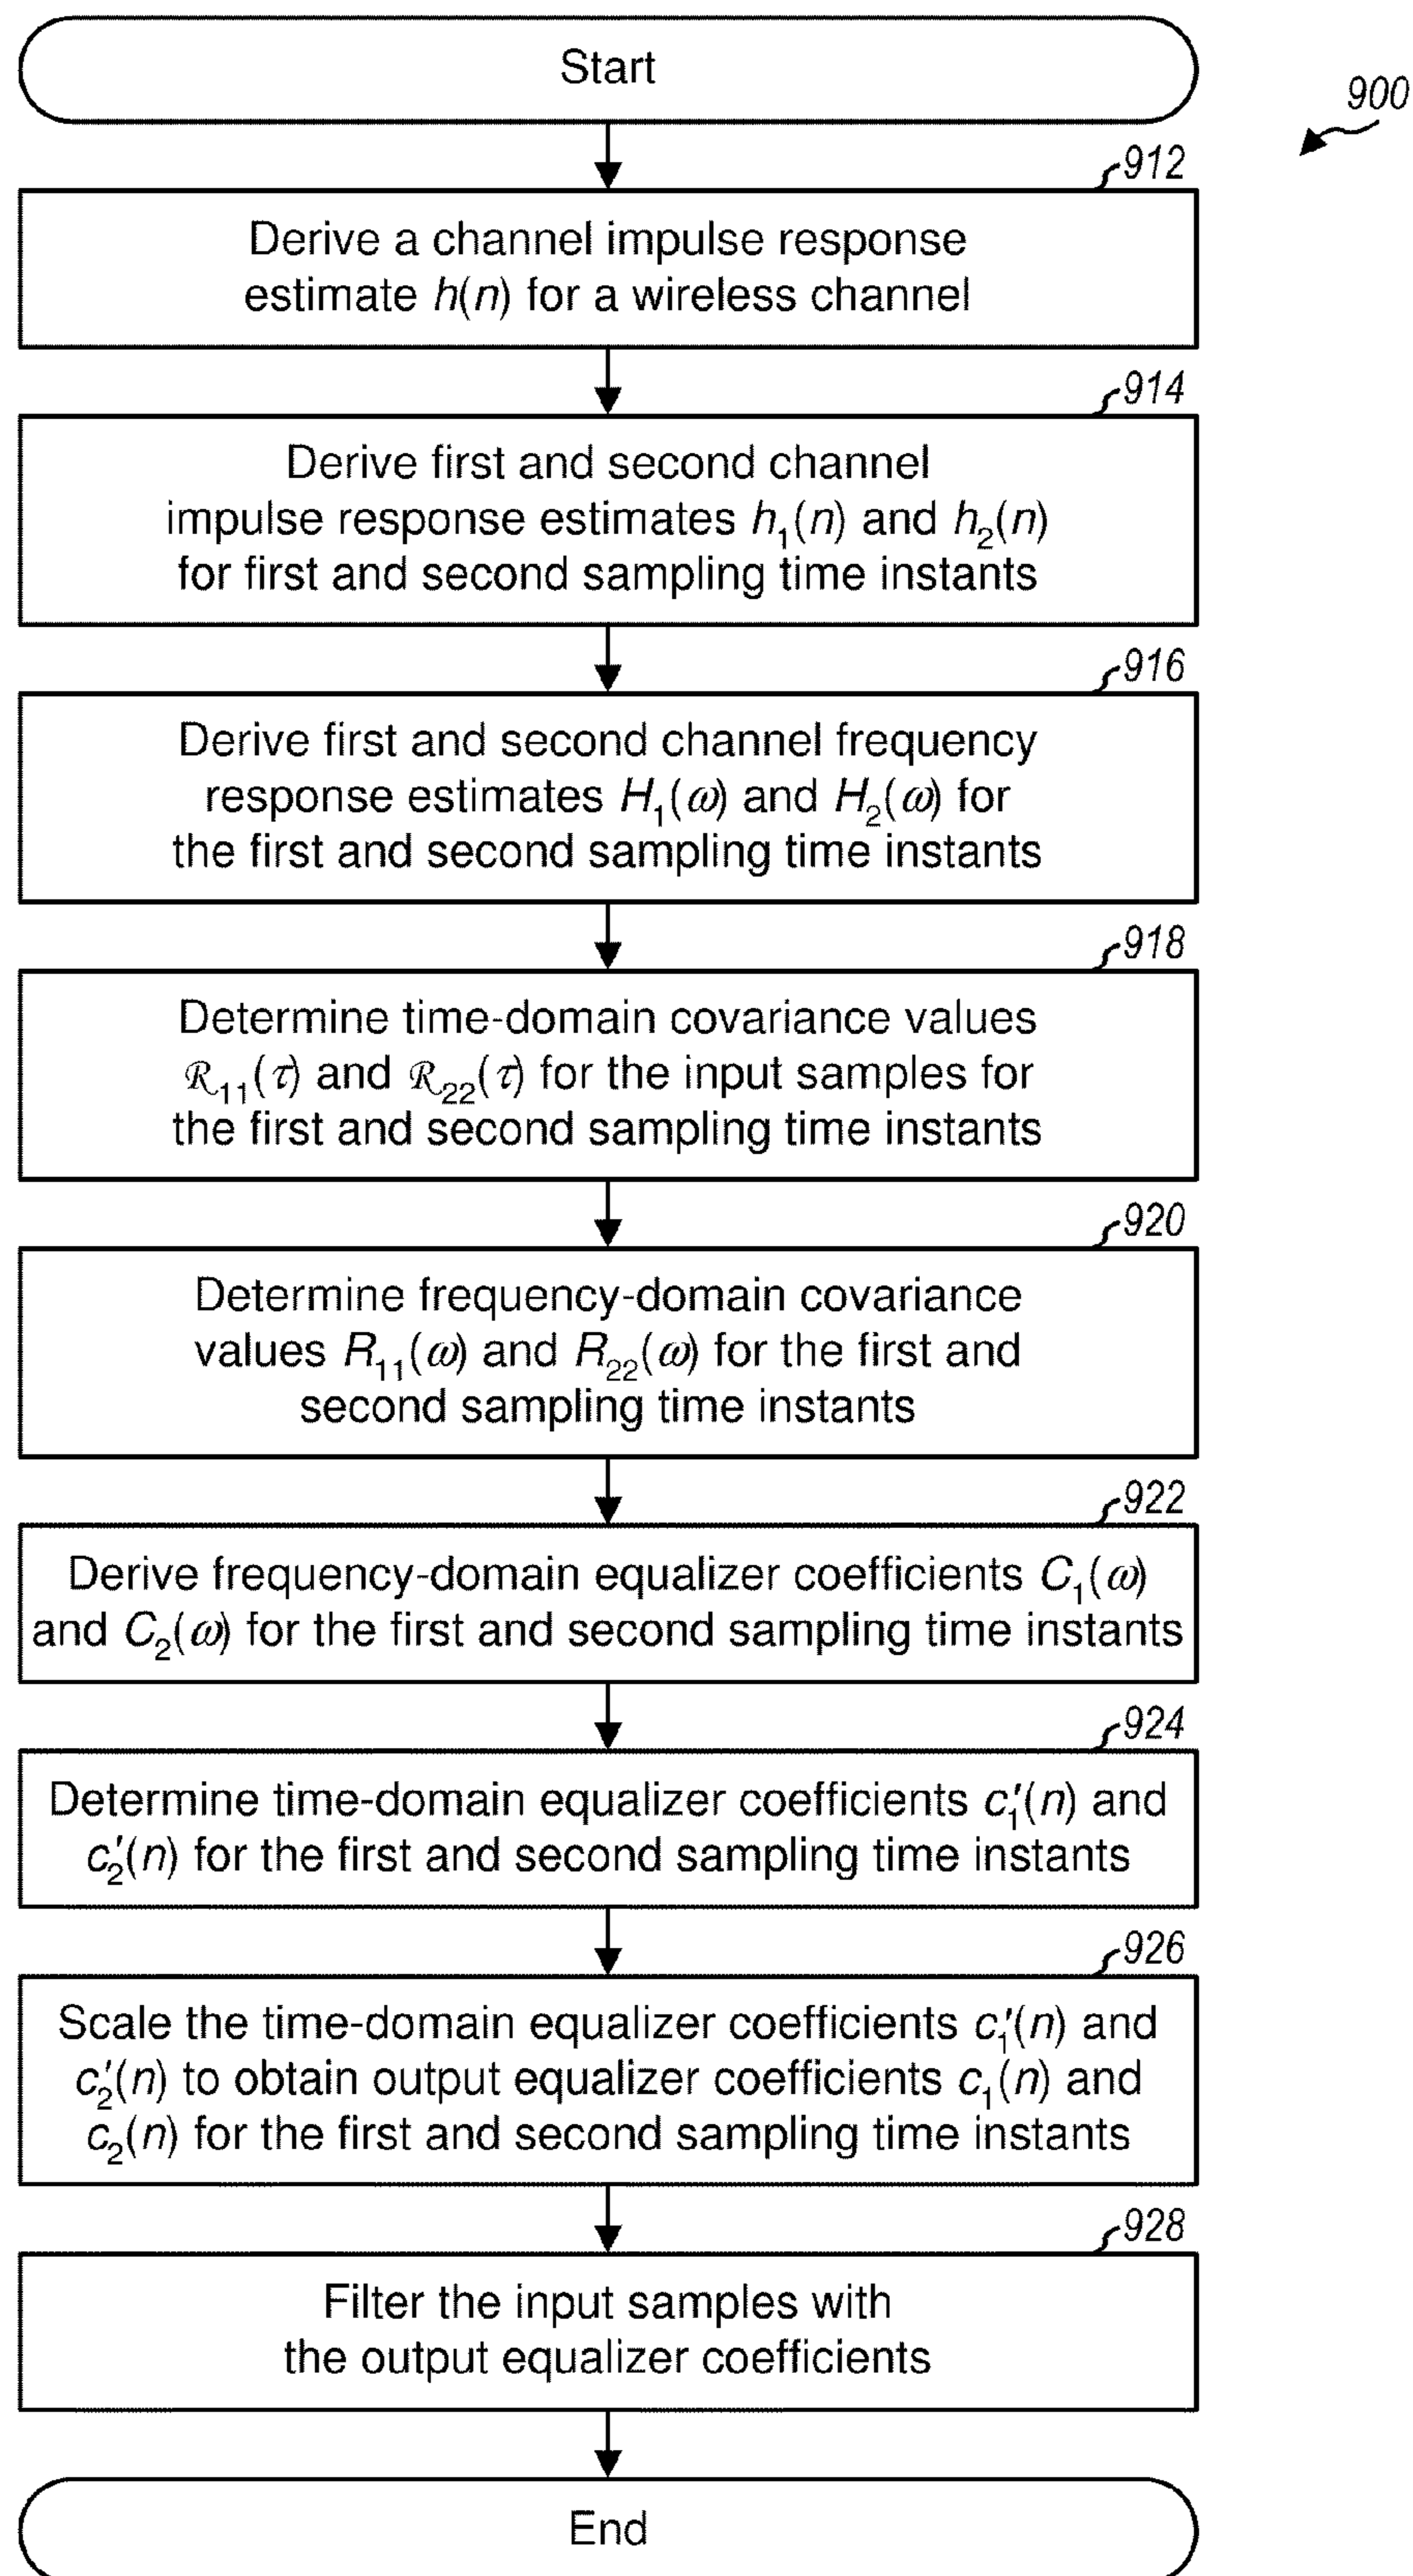 Start
900
912
Derive a channel impulse response
estimate h(n) for a wireless channel
914
Derive first and second channel
impulse response estimates h₁(n) and h₂(n)
for first and second sampling time instants
916
Derive first and second channel frequency
response estimates H₁(ω) and H₂(ω) for
the first and second sampling time instants
918
Determine time-domain covariance values
ℛ₁₁(τ) and ℛ₂₂(τ) for the input samples for
the first and second sampling time instants
920
Determine frequency-domain covariance
values R₁₁(ω) and R₂₂(ω) for the first and
second sampling time instants
922
Derive frequency-domain equalizer coefficients C₁(ω)
and C₂(ω) for the first and second sampling time instants
924
Determine time-domain equalizer coefficients c₁′(n) and
c₂′(n) for the first and second sampling time instants
926
Scale the time-domain equalizer coefficients c₁′(n) and
c₂′(n) to obtain output equalizer coefficients c₁(n) and
c₂(n) for the first and second sampling time instants
928
Filter the input samples with
the output equalizer coefficients
End